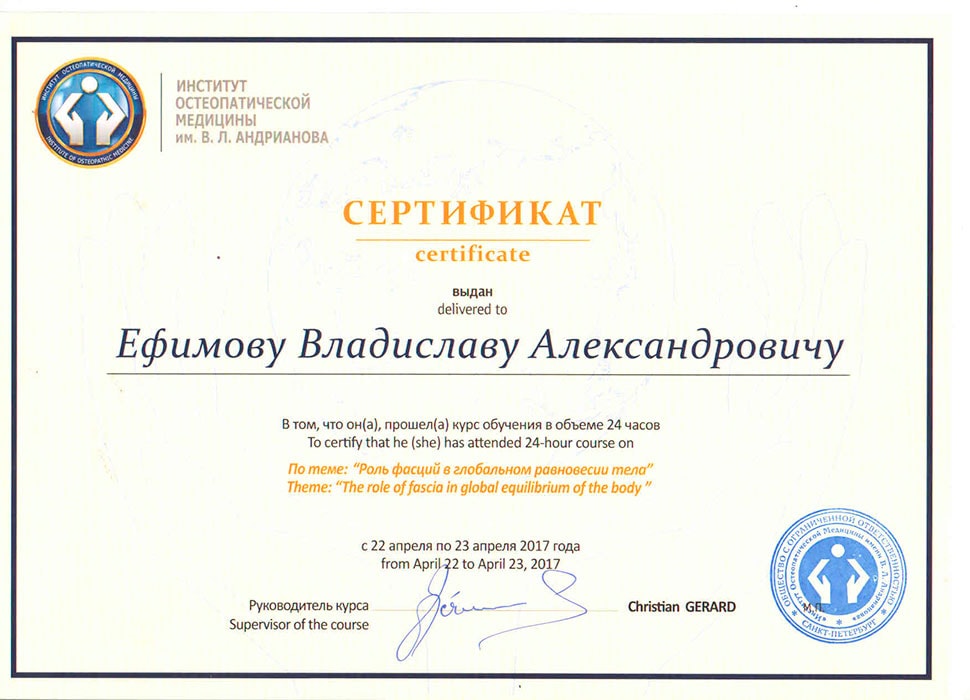 ИНСТИТУТ ОСТЕОПАТИЧЕСКОЙ МЕДИЦИНЫ
INSTITUTE OF OSTEOPATHIC MEDICINE
ИНСТИТУТ
ОСТЕОПАТИЧЕСКОЙ
МЕДИЦИНЫ
им. В. Л. АНДРИАНОВА
СЕРТИФИКАТ
certificate
выдан
delivered to
Ефимову Владиславу Александровичу
В том, что он(а), прошел(а) курс обучения в объеме 24 часов
To certify that he (she) has attended 24-hour course on
По теме: “Роль фасций в глобальном равновесии тела”
Theme: “The role of fascia in global equilibrium of the body ”
с 22 апреля по 23 апреля 2017 года
from April 22 to April 23, 2017
Руководитель курса
Supervisor of the course
Christian GERARD
М.П.
ОБЩЕСТВО С ОГРАНИЧЕННОЙ ОТВЕТСТВЕННОСТЬЮ
«Институт Остеопатической Медицины имени В. Л. Андрианова»
САНКТ-ПЕТЕРБУРГ